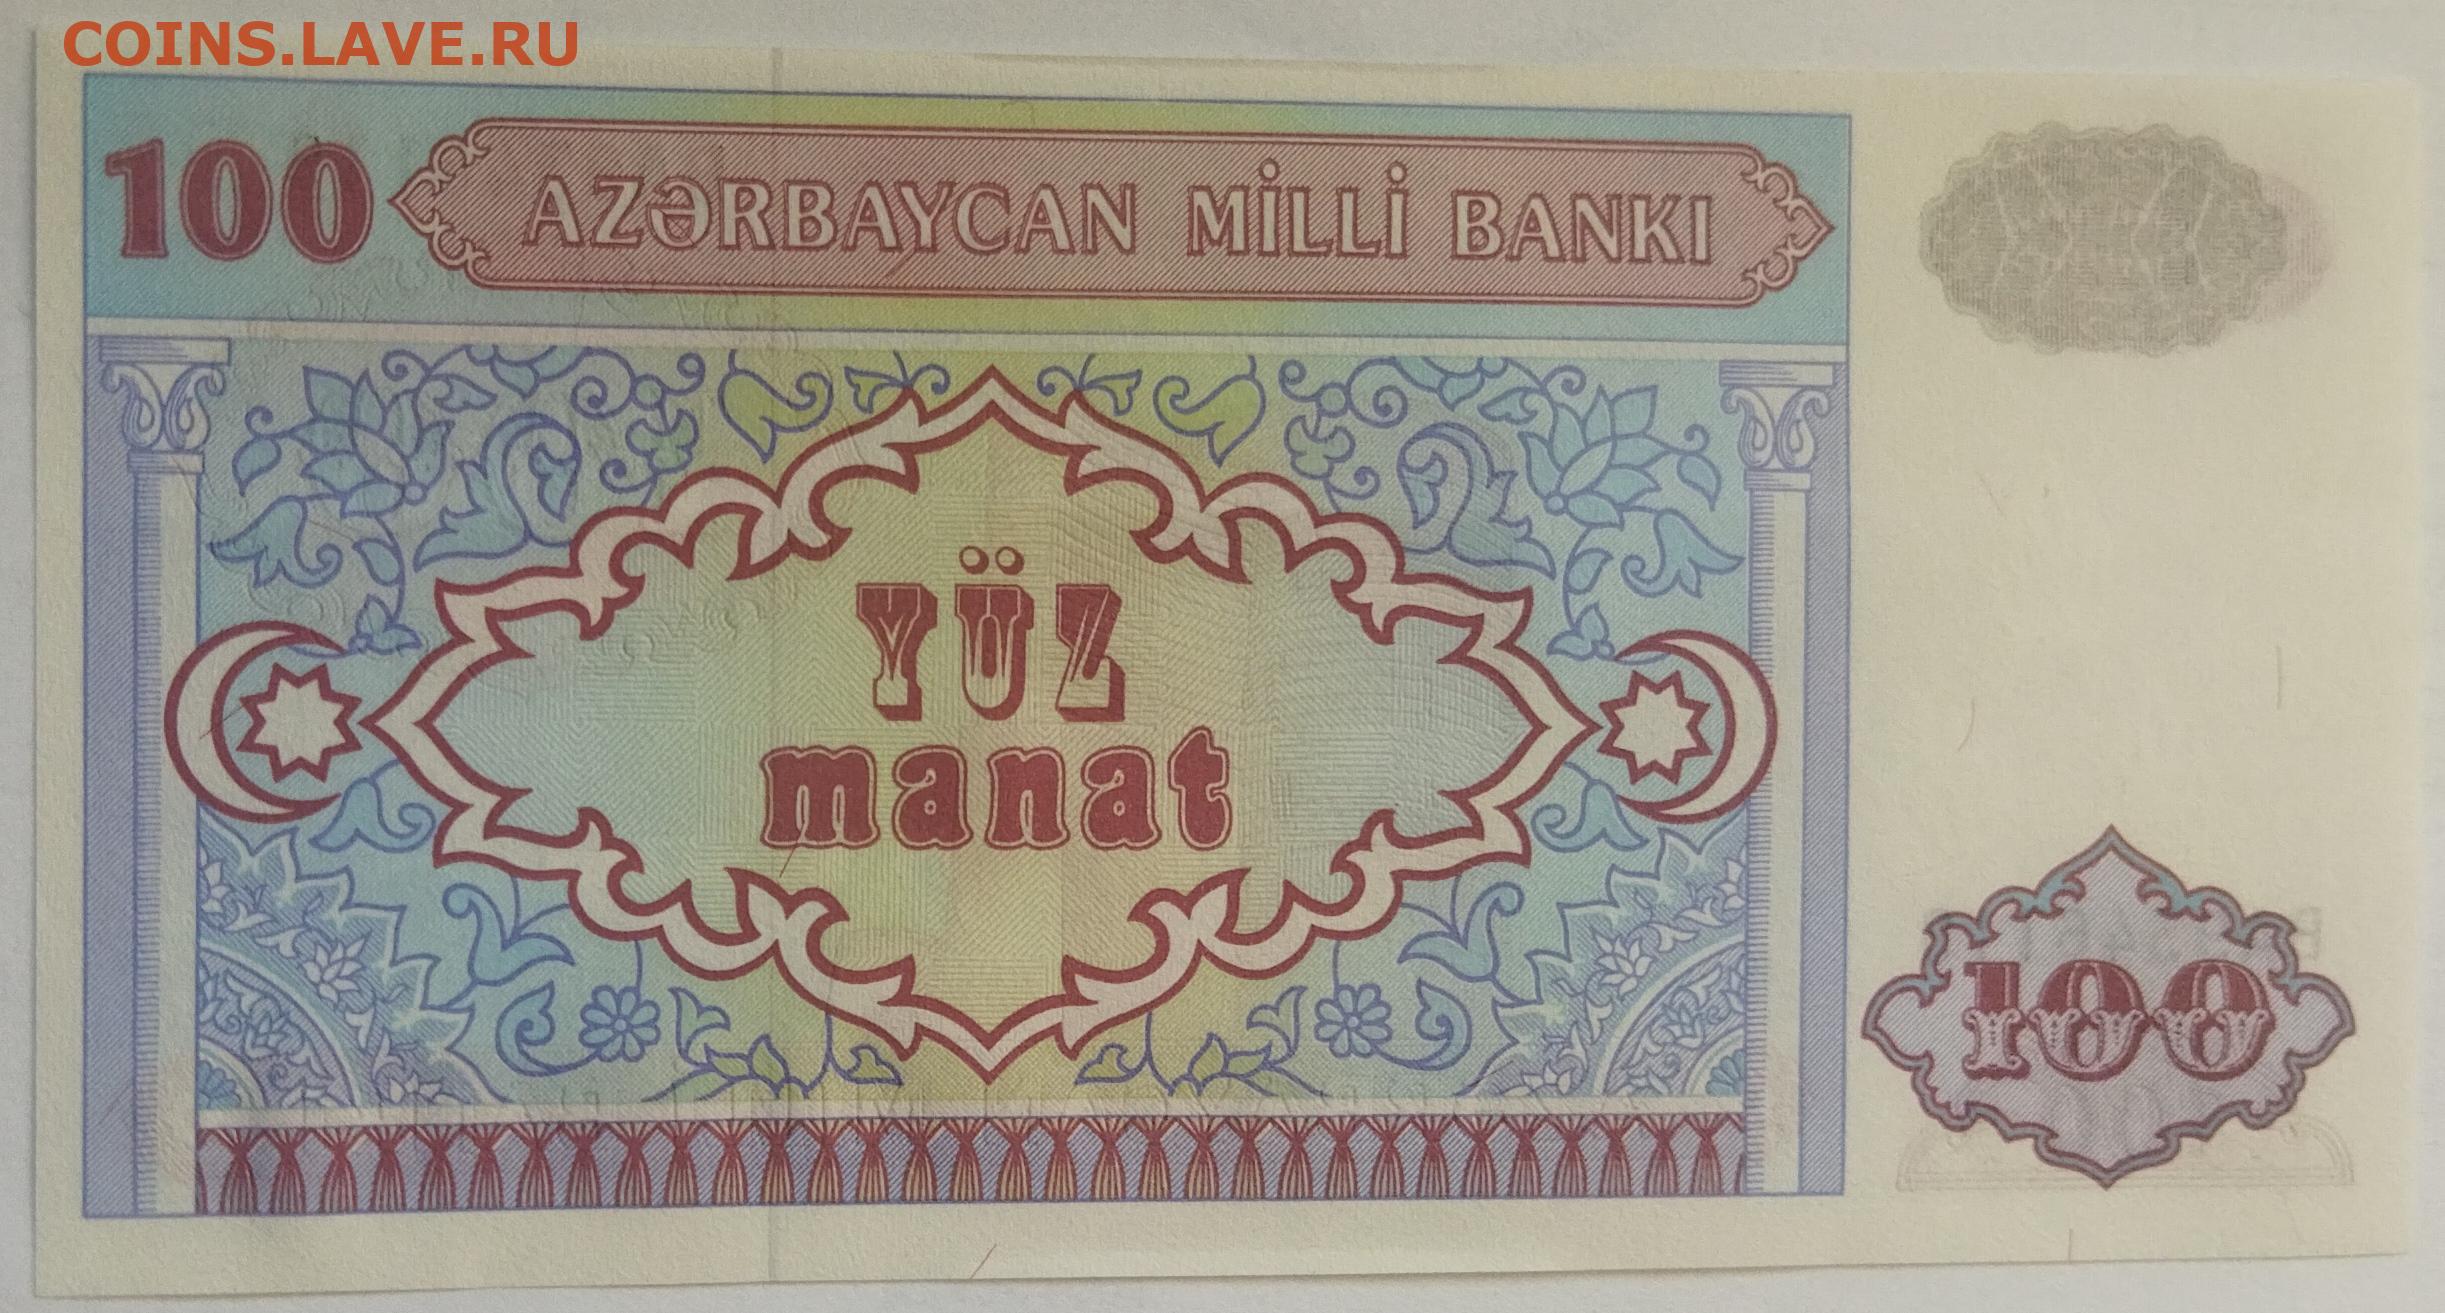 COINS.LAVE.RU
100 AZƏRBAYCAN MİLLİ BANKI
YÜZ
manat
100